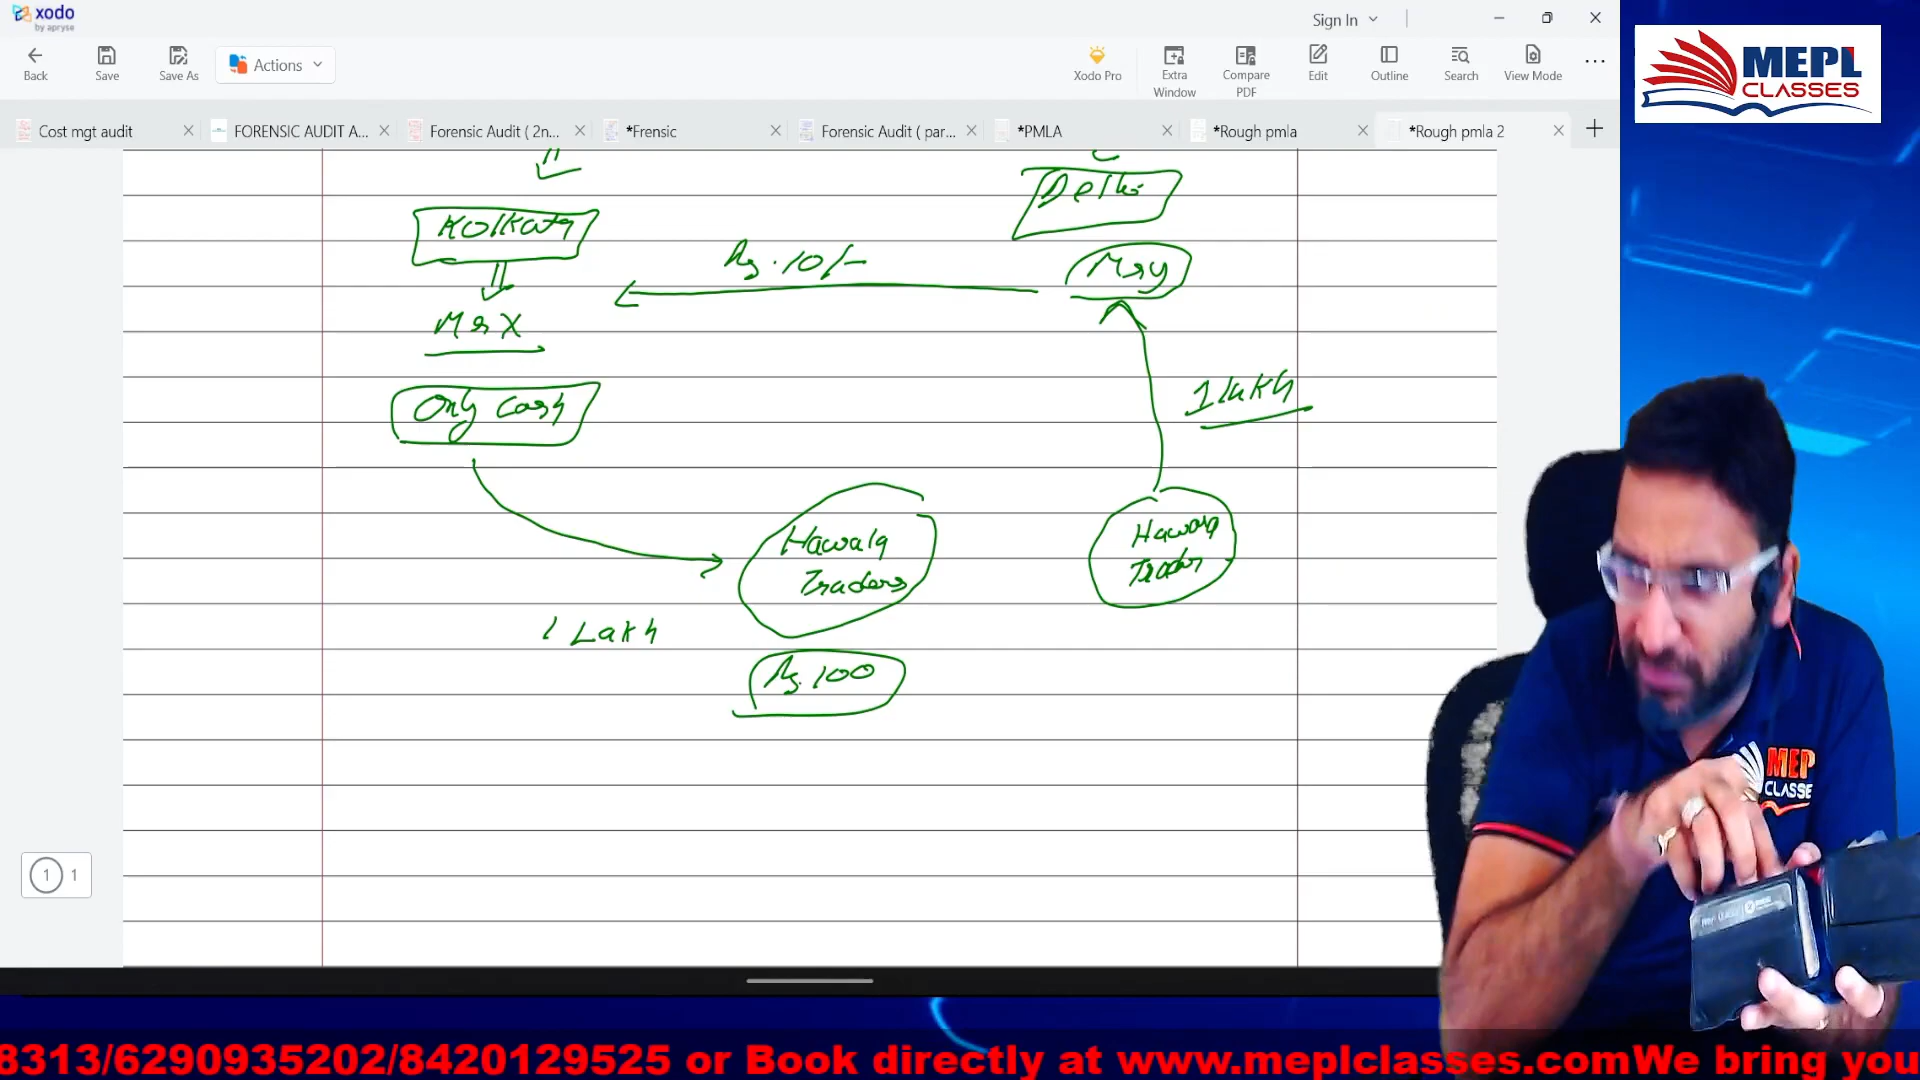 xodo
by apryse
Sign In
Back
Save
Save As
Actions
Xodo Pro
Extra Window
Compare PDF
Edit
Outline
Search
View Mode
MEPL
CLASSES
Cost mgt audit
FORENSIC AUDIT A...
Forensic Audit ( 2n...
*Frensic
Forensic Audit ( par...
*PMLA
*Rough pmla
*Rough pmla 2
Delhi
Kolkata
Rs. 10/-
Mr y
Mr X
1 lakh
Only Cash
Hawala
Traders
Hawala
Trader
1 Lakh
Rs. 100
MEP
CLASSE
1 1
8313/6290935202/8420129525 or Book directly at www.meplclasses.comWe bring you